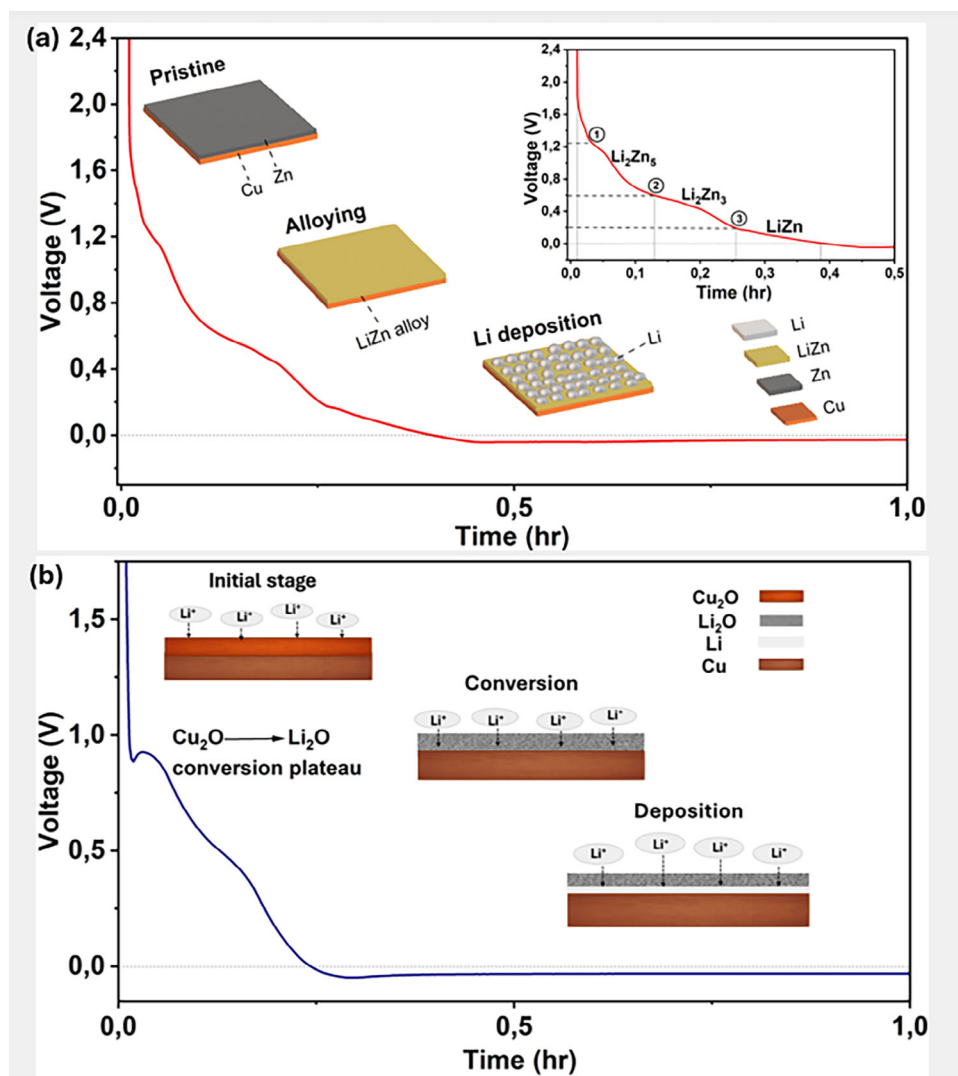 (a)
2,4
2,0
1,6
1,2
0,8
0,4
0,0
Voltage (V)
Pristine
Cu
Zn
Alloying
LiZn alloy
Li deposition
Li
2,4
2,0
1,6
1,2
0,8
0,4
0,0
Voltage (V)
①
Li₂Zn₅
②
Li₂Zn₃
③
LiZn
0,0 0,1 0,2 0,3 0,4 0,5
Time (hr)
Li
LiZn
Zn
Cu
0,0 0,5 1,0
Time (hr)
(b)
1,5
1,0
0,5
0,0
Voltage (V)
Initial stage
Li⁺ Li⁺ Li⁺ Li⁺
Cu₂O → Li₂O
conversion plateau
Conversion
Li⁺ Li⁺ Li⁺ Li⁺
Deposition
Li⁺ Li⁺ Li⁺ Li⁺
Cu₂O
Li₂O
Li
Cu
0,0 0,5 1,0
Time (hr)